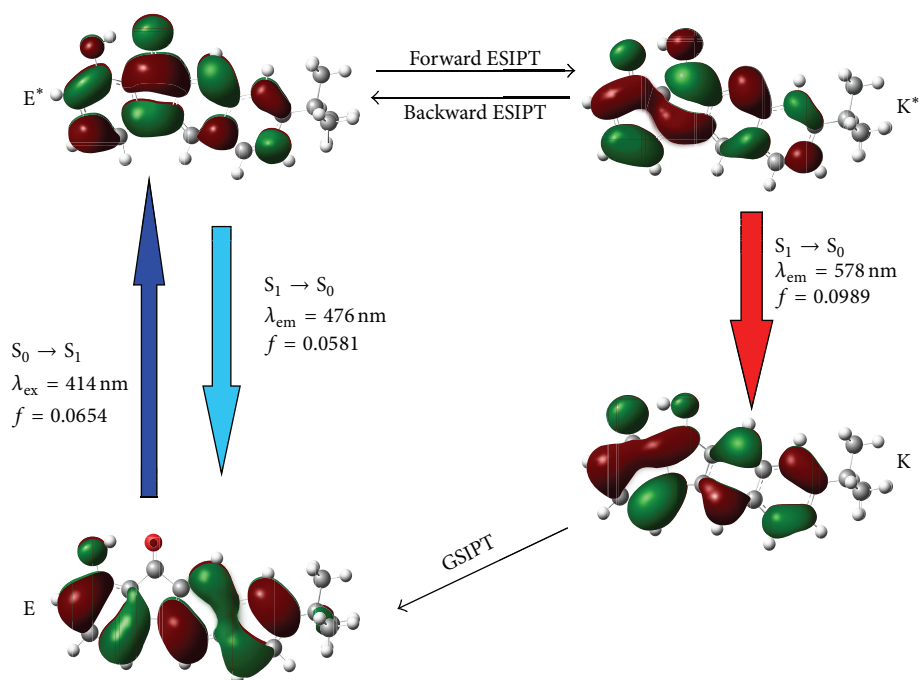 Forward ESIPT
E*
K*
Backward ESIPT
S₁ → S₀
λem = 476 nm
f = 0.0581
S₁ → S₀
λem = 578 nm
f = 0.0989
S₀ → S₁
λex = 414 nm
f = 0.0654
K
GSIPT
E